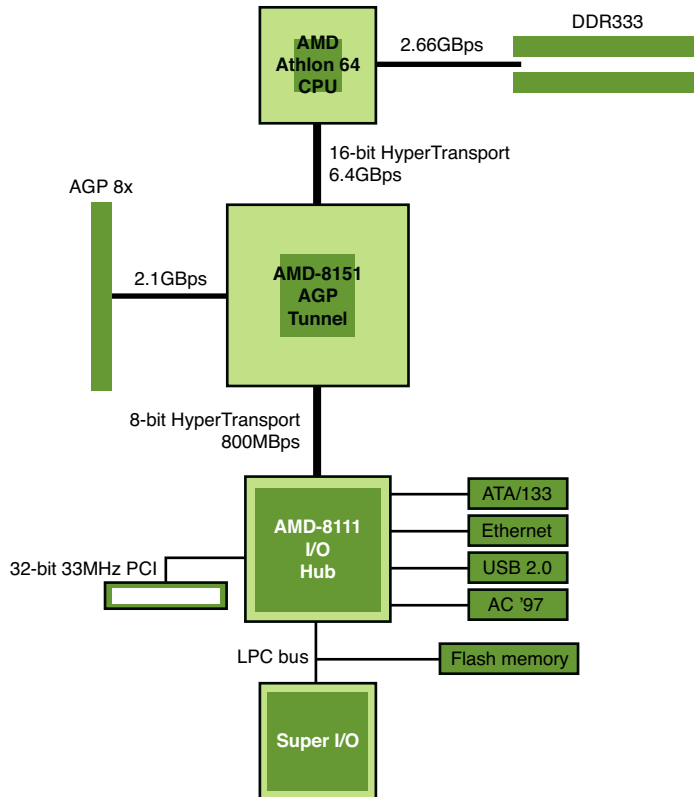 DDR333
AMD
Athlon 64
CPU
2.66GBps
16-bit HyperTransport
6.4GBps
AGP 8x
2.1GBps
AMD-8151
AGP
Tunnel
8-bit HyperTransport
800MBps
AMD-8111
I/O
Hub
ATA/133
Ethernet
USB 2.0
AC '97
32-bit 33MHz PCI
LPC bus
Flash memory
Super I/O